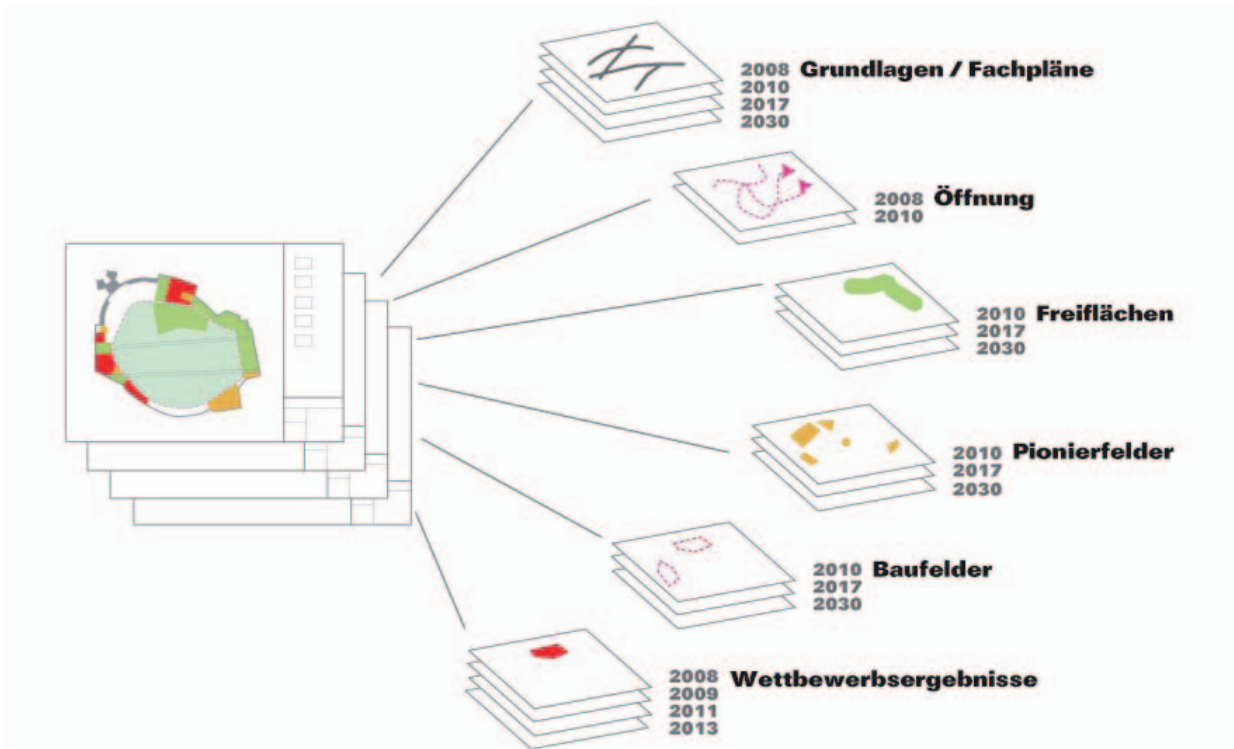 2008 Grundlagen / Fachpläne
2010
2017
2030
2008 Öffnung
2010
2010 Freiflächen
2017
2030
2010 Pionierfelder
2017
2030
2010 Baufelder
2017
2030
2008 Wettbewerbsergebnisse
2009
2011
2013